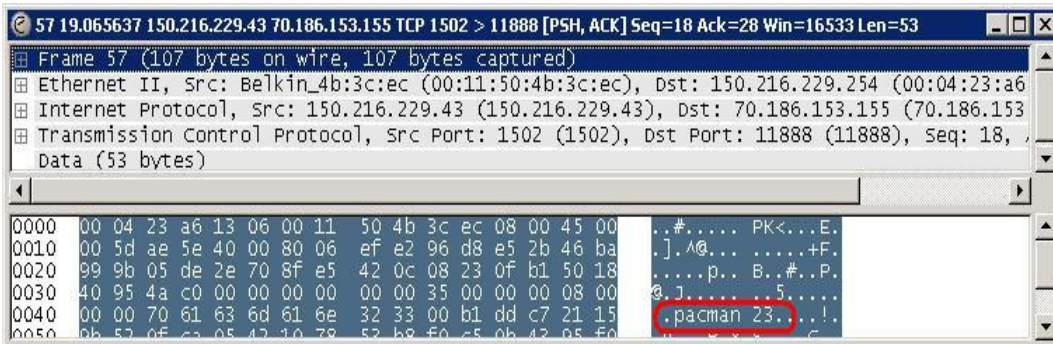 57 19.065637 150.216.229.43 70.186.153.155 TCP 1502 > 11888 [PSH, ACK] Seq=18 Ack=28 Win=16533 Len=53
Frame 57 (107 bytes on wire, 107 bytes captured)
Ethernet II, Src: Belkin_4b:3c:ec (00:11:50:4b:3c:ec), Dst: 150.216.229.254 (00:04:23:a6
Internet Protocol, Src: 150.216.229.43 (150.216.229.43), Dst: 70.186.153.155 (70.186.153
Transmission Control Protocol, Src Port: 1502 (1502), Dst Port: 11888 (11888), Seq: 18,
Data (53 bytes)
0000 00 04 23 a6 13 06 00 11 50 4b 3c ec 08 00 45 00 ..#..... PK<...E.
0010 00 5d ae 5e 40 00 80 06 ef e2 96 d8 e5 2b 46 ba .].^@... .....+F.
0020 99 9b 05 de 2e 70 8f e5 42 0c 08 23 0f b1 50 18 .....p.. B..#..P.
0030 40 95 4a c0 00 00 00 00 00 00 35 00 00 00 08 00 @.J..... ..5.....
0040 00 00 70 61 63 6d 61 6e 32 33 00 b1 dd c7 21 15 ..pacman 23....!.
0050